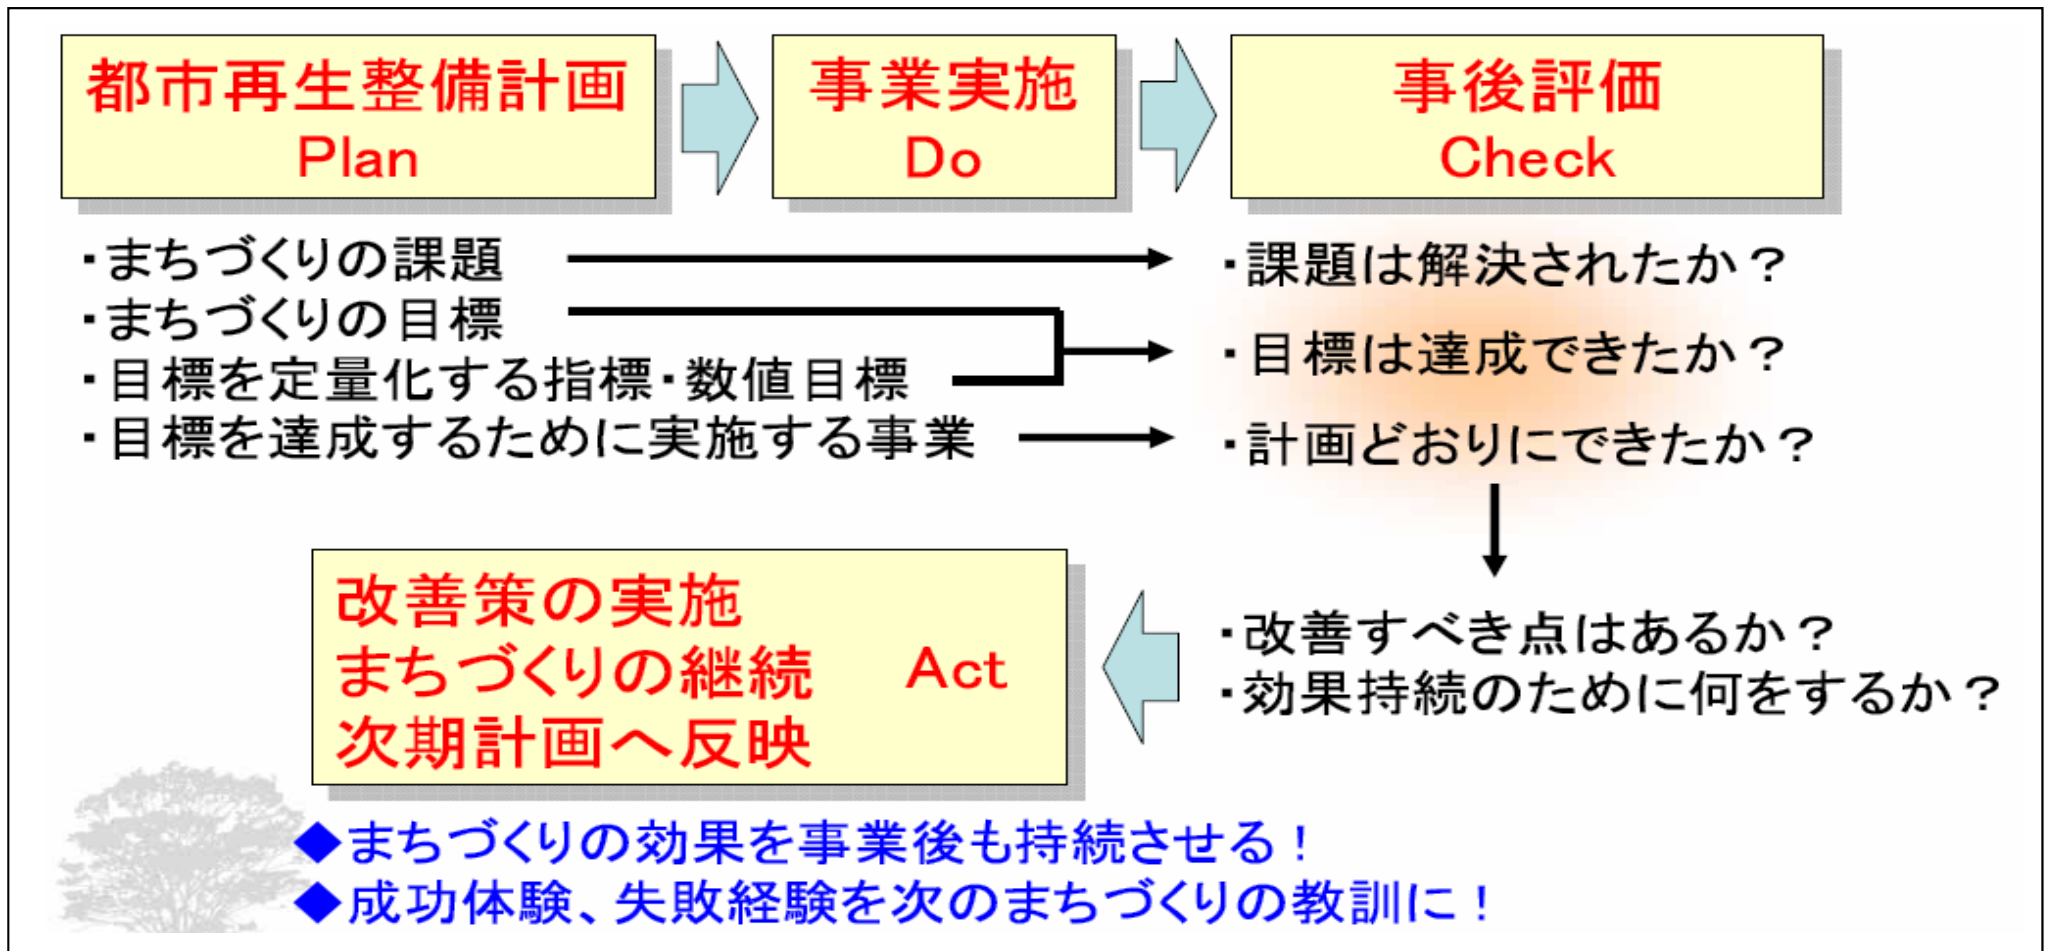 都市再生整備計画
Plan
事業実施
Do
事後評価
Check
・まちづくりの課題
・まちづくりの目標
・目標を定量化する指標・数値目標
・目標を達成するために実施する事業
・課題は解決されたか？
・目標は達成できたか？
・計画どおりにできたか？
・改善すべき点はあるか？
・効果持続のために何をするか？
改善策の実施
まちづくりの継続 Act
次期計画へ反映
◆まちづくりの効果を事業後も持続させる！
◆成功体験、失敗経験を次のまちづくりの教訓に！